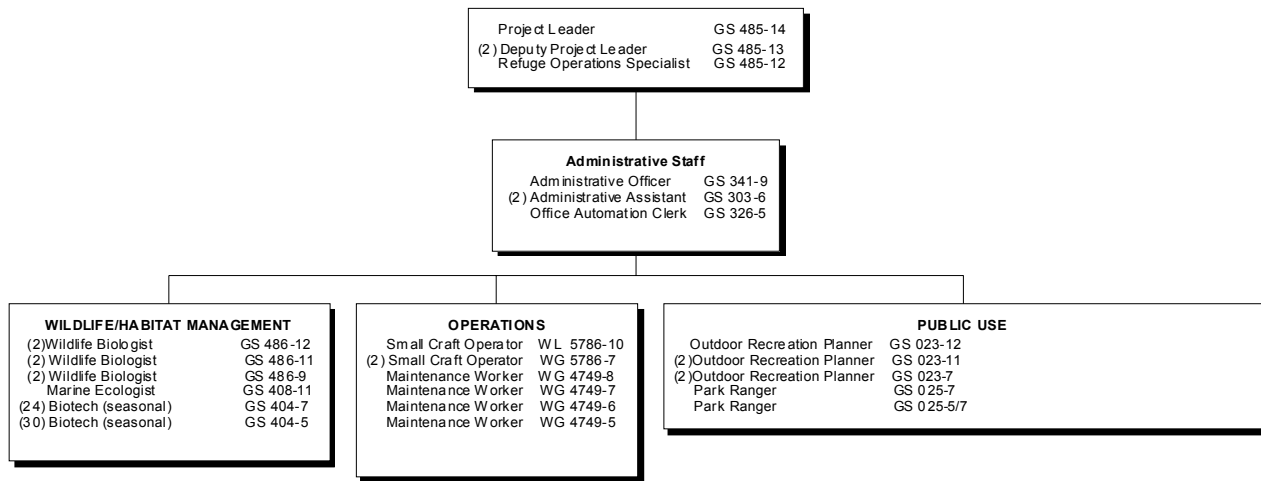 Project Leader GS 485-14
(2) Deputy Project Leader GS 485-13
Refuge Operations Specialist GS 485-12
Administrative Staff
Administrative Officer GS 341-9
(2) Administrative Assistant GS 303-6
Office Automation Clerk GS 326-5
WILDLIFE/HABITAT MANAGEMENT
(2)Wildlife Biologist GS 486-12
(2) Wildlife Biologist GS 486-11
(2) Wildlife Biologist GS 486-9
Marine Ecologist GS 408-11
(24) Biotech (seasonal) GS 404-7
(30) Biotech (seasonal) GS 404-5
OPERATIONS
Small Craft Operator WL 5786-10
(2) Small Craft Operator WG 5786-7
Maintenance Worker WG 4749-8
Maintenance Worker WG 4749-7
Maintenance Worker WG 4749-6
Maintenance Worker WG 4749-5
PUBLIC USE
Outdoor Recreation Planner GS 023-12
(2)Outdoor Recreation Planner GS 023-11
(2)Outdoor Recreation Planner GS 023-7
Park Ranger GS 025-7
Park Ranger GS 025-5/7